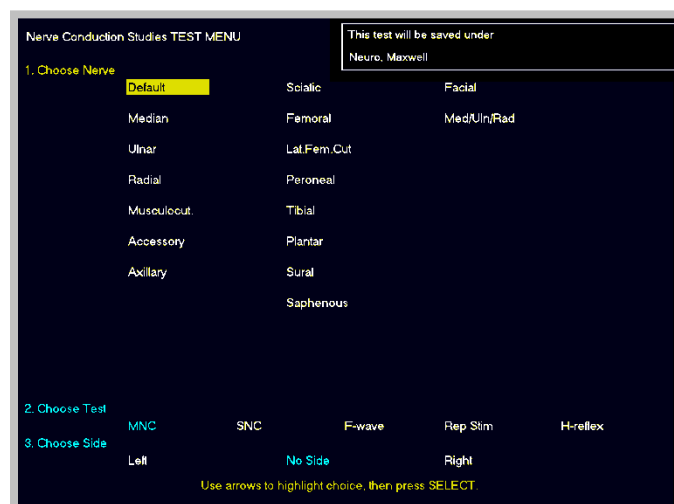 Nerve Conduction Studies TEST MENU
This test will be saved under
Neuro, Maxwell
1. Choose Nerve
Default Sciatic Facial
Median Femoral Med/Uln/Rad
Ulnar Lat.Fem.Cut
Radial Peroneal
Musculocut. Tibial
Accessory Plantar
Axillary Sural
Saphenous
2. Choose Test
MNC SNC F-wave Rep Stim H-reflex
3. Choose Side
Left No Side Right
Use arrows to highlight choice, then press SELECT.